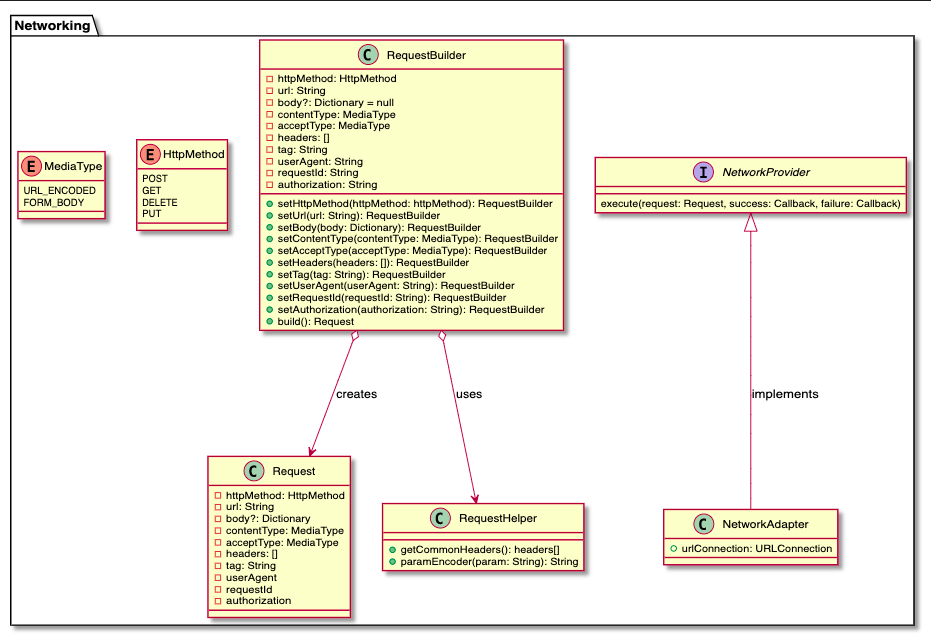 Networking
C RequestBuilder
httpMethod: HttpMethod
url: String
body?: Dictionary = null
contentType: MediaType
acceptType: MediaType
headers: []
tag: String
userAgent: String
requestId: String
authorization: String
setHttpMethod(httpMethod: httpMethod): RequestBuilder
setUrl(url: String): RequestBuilder
setBody(body: Dictionary): RequestBuilder
setContentType(contentType: MediaType): RequestBuilder
setAcceptType(acceptType: MediaType): RequestBuilder
setHeaders(headers: []): RequestBuilder
setTag(tag: String): RequestBuilder
setUserAgent(userAgent: String): RequestBuilder
setRequestId(requestId: String): RequestBuilder
setAuthorization(authorization: String): RequestBuilder
build(): Request
E MediaType
URL_ENCODED
FORM_BODY
E HttpMethod
POST
GET
DELETE
PUT
I NetworkProvider
execute(request: Request, success: Callback, failure: Callback)
creates
uses
implements
C Request
httpMethod: HttpMethod
url: String
body?: Dictionary
contentType: MediaType
acceptType: MediaType
headers: []
tag: String
userAgent
requestId
authorization
C RequestHelper
getCommonHeaders(): headers[]
paramEncoder(param: String): String
C NetworkAdapter
urlConnection: URLConnection